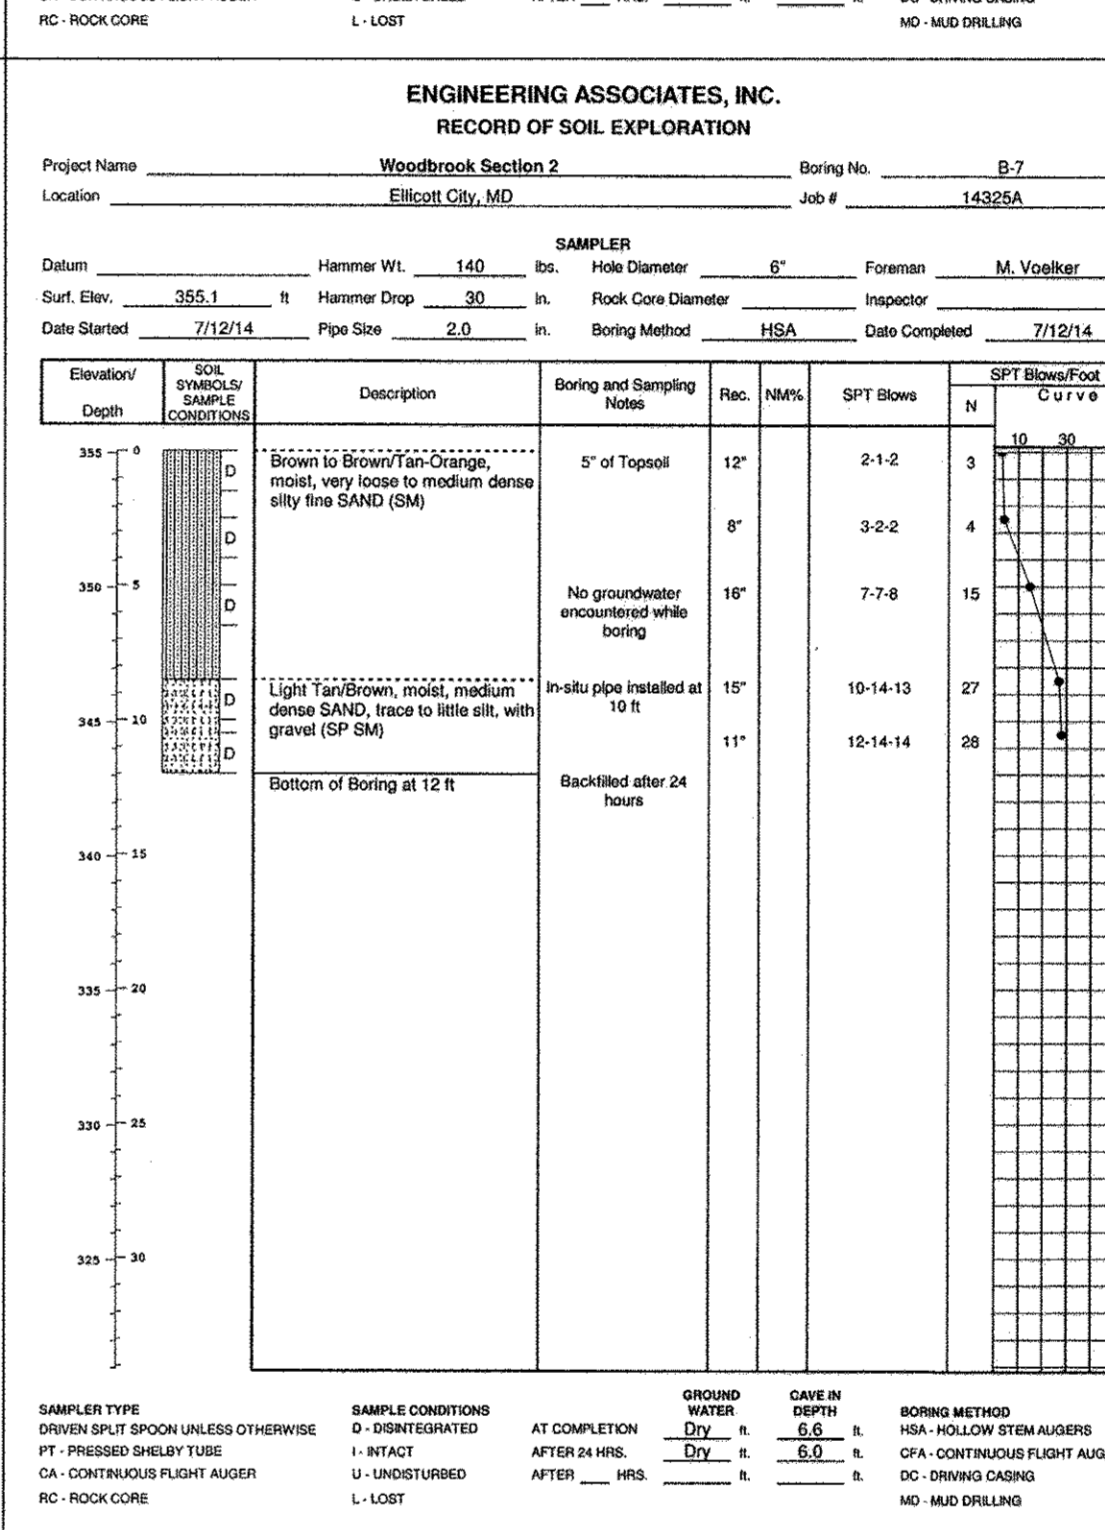 RC - ROCK CORE L - LOST MD - MUD DRILLING
ENGINEERING ASSOCIATES, INC.
RECORD OF SOIL EXPLORATION
Project Name Woodbrook Section 2 Boring No. B-7
Location Ellicott City, MD Job # 14325A
SAMPLER
Datum Hammer Wt. 140 lbs. Hole Diameter 6" Foreman M. Voelker
Surf. Elev. 355.1 ft Hammer Drop 30 in. Rock Core Diameter Inspector
Date Started 7/12/14 Pipe Size 2.0 in. Boring Method HSA Date Completed 7/12/14
Elevation/ Depth
SOIL SYMBOLS/ SAMPLE CONDITIONS
Description
Boring and Sampling Notes
Rec. NM% SPT Blows
SPT Blows/Foot
N Curve
10 30
355 0 D Brown to Brown/Tan-Orange, 5" of Topsoil 12" 2-1-2 3
moist, very loose to medium dense
silty fine SAND (SM)
D 8" 3-2-2 4
350 5 D No groundwater 16" 7-7-8 15
encountered while
boring
D Light Tan/Brown, moist, medium In-situ pipe installed at 15" 10-14-13 27
dense SAND, trace to little silt, with 10 ft
345 10 gravel (SP SM)
D 11" 12-14-14 28
Bottom of Boring at 12 ft Backfilled after 24
hours
340 15
335 20
330 25
325 30
GROUND CAVE IN
SAMPLER TYPE SAMPLE CONDITIONS WATER DEPTH BORING METHOD
DRIVEN SPLIT SPOON UNLESS OTHERWISE D - DISINTEGRATED AT COMPLETION Dry ft. 6.6 ft. HSA - HOLLOW STEM AUGERS
PT - PRESSED SHELBY TUBE I - INTACT AFTER 24 HRS. Dry ft. 6.0 ft. CFA - CONTINUOUS FLIGHT AUG
CA - CONTINUOUS FLIGHT AUGER U - UNDISTURBED AFTER ___ HRS. ft. ft. DC - DRIVING CASING
RC - ROCK CORE L - LOST MD - MUD DRILLING